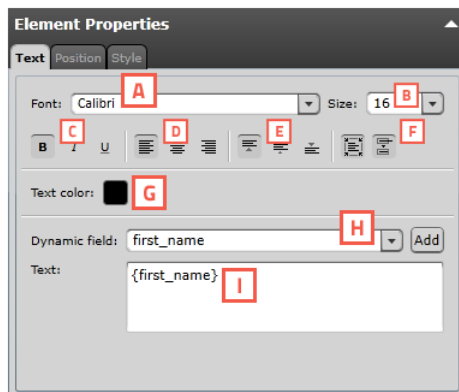 Element Properties
Text Position Style
A
Font: Calibri Size: 16 B
B C I U D E F
Text color: G
H
Dynamic field: first_name Add
Text: {first_name} I